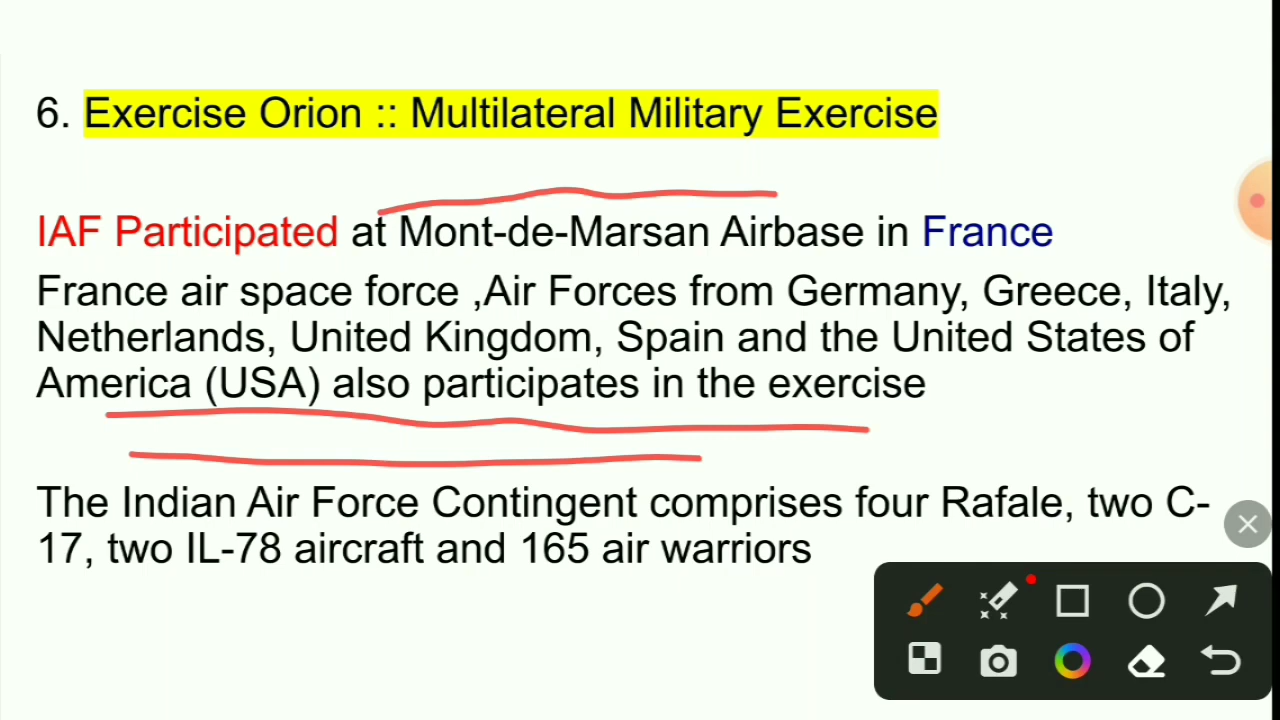 6. Exercise Orion :: Multilateral Military Exercise
IAF Participated at Mont-de-Marsan Airbase in France
France air space force ,Air Forces from Germany, Greece, Italy,
Netherlands, United Kingdom, Spain and the United States of
America (USA) also participates in the exercise
The Indian Air Force Contingent comprises four Rafale, two C-
17, two IL-78 aircraft and 165 air warriors